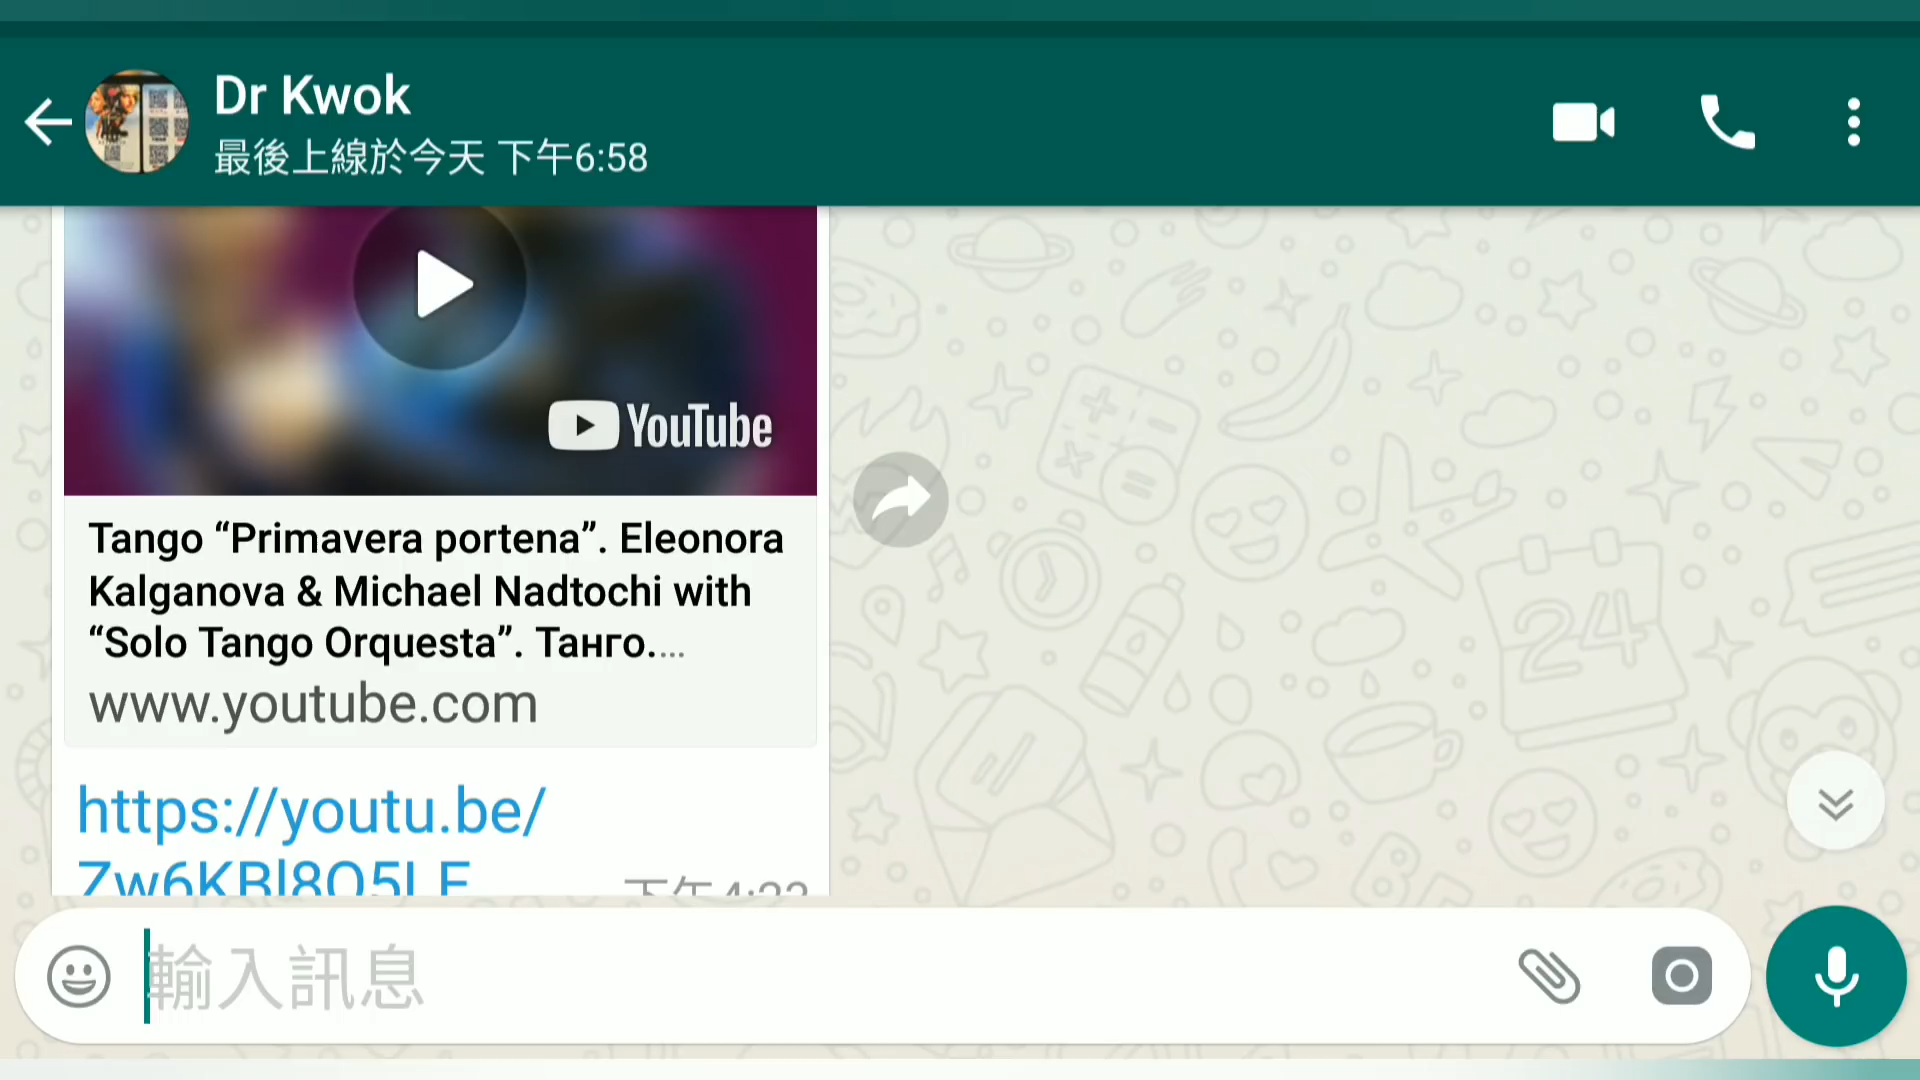 Dr Kwok
最後上線於今天 下午6:58
YouTube
Tango “Primavera portena”. Eleonora
Kalganova & Michael Nadtochi with
“Solo Tango Orquesta”. Танго....
www.youtube.com
https://youtu.be/
24
輸入訊息